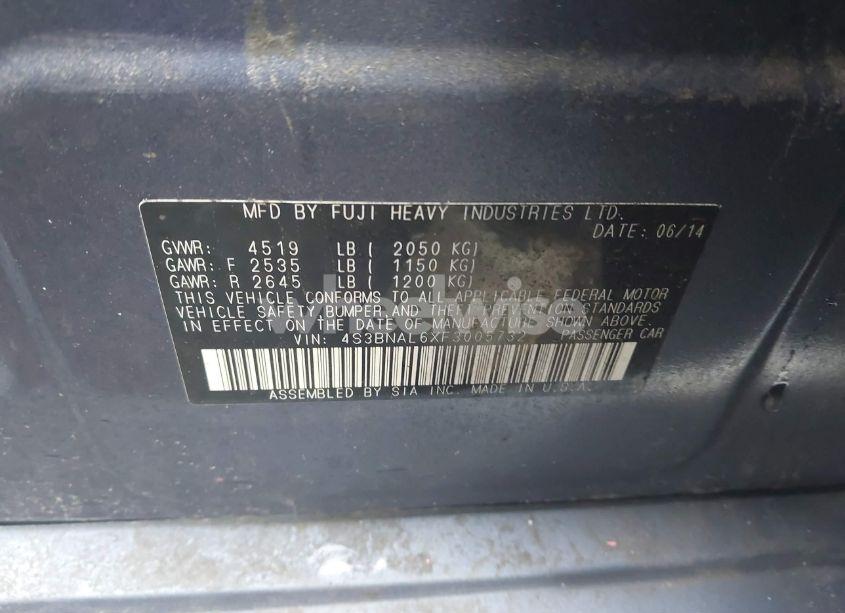 MFD BY FUJI HEAVY INDUSTRIES LTD.
DATE: 06/14
GVWR: 4519 LB ( 2050 KG)
GAWR: F 2535 LB ( 1150 KG)
GAWR: R 2645 LB ( 1200 KG)
THIS VEHICLE CONFORMS TO ALL APPLICABLE FEDERAL MOTOR
VEHICLE SAFETY, BUMPER AND THEFT PREVENTION STANDARDS
IN EFFECT ON THE DATE OF MANUFACTURE SHOWN ABOVE.
VIN: 4S3BNAL6XF3005732 PASSENGER CAR
ASSEMBLED BY SIA INC. MADE IN U.S.A.
wheelwise